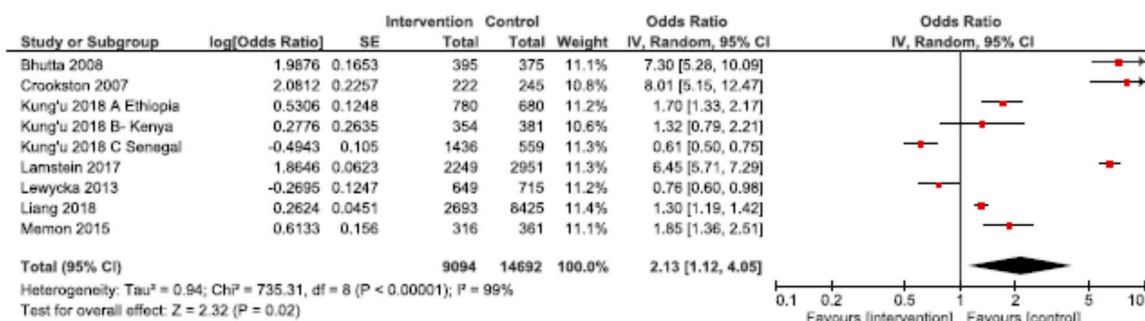 Intervention Control Odds Ratio Odds Ratio
Study or Subgroup log[Odds Ratio] SE Total Total Weight IV, Random, 95% CI IV, Random, 95% CI
Bhutta 2008 1.9876 0.1653 395 375 11.1% 7.30 [5.28, 10.09]
Crookston 2007 2.0812 0.2257 222 245 10.8% 8.01 [5.15, 12.47]
Kung'u 2018 A Ethiopia 0.5306 0.1248 780 680 11.2% 1.70 [1.33, 2.17]
Kung'u 2018 B- Kenya 0.2776 0.2635 354 381 10.6% 1.32 [0.79, 2.21]
Kung'u 2018 C Senegal -0.4943 0.105 1436 559 11.2% 0.61 [0.50, 0.75]
Lamstein 2017 1.8646 0.0623 2249 2951 11.3% 6.45 [5.71, 7.29]
Lewycka 2013 -0.2695 0.1247 649 715 11.2% 0.76 [0.60, 0.98]
Liang 2018 0.2624 0.0451 2693 8425 11.4% 1.30 [1.19, 1.42]
Memon 2015 0.6133 0.156 316 361 11.1% 1.85 [1.36, 2.51]
Total (95% CI) 9094 14692 100.0% 2.13 [1.12, 4.05]
Heterogeneity: Tau² = 0.94; Chi² = 735.31, df = 8 (P < 0.00001); I² = 99%
Test for overall effect: Z = 2.32 (P = 0.02)
0.1 0.2 0.5 1 2 5 10
Favours [intervention] Favours [control]